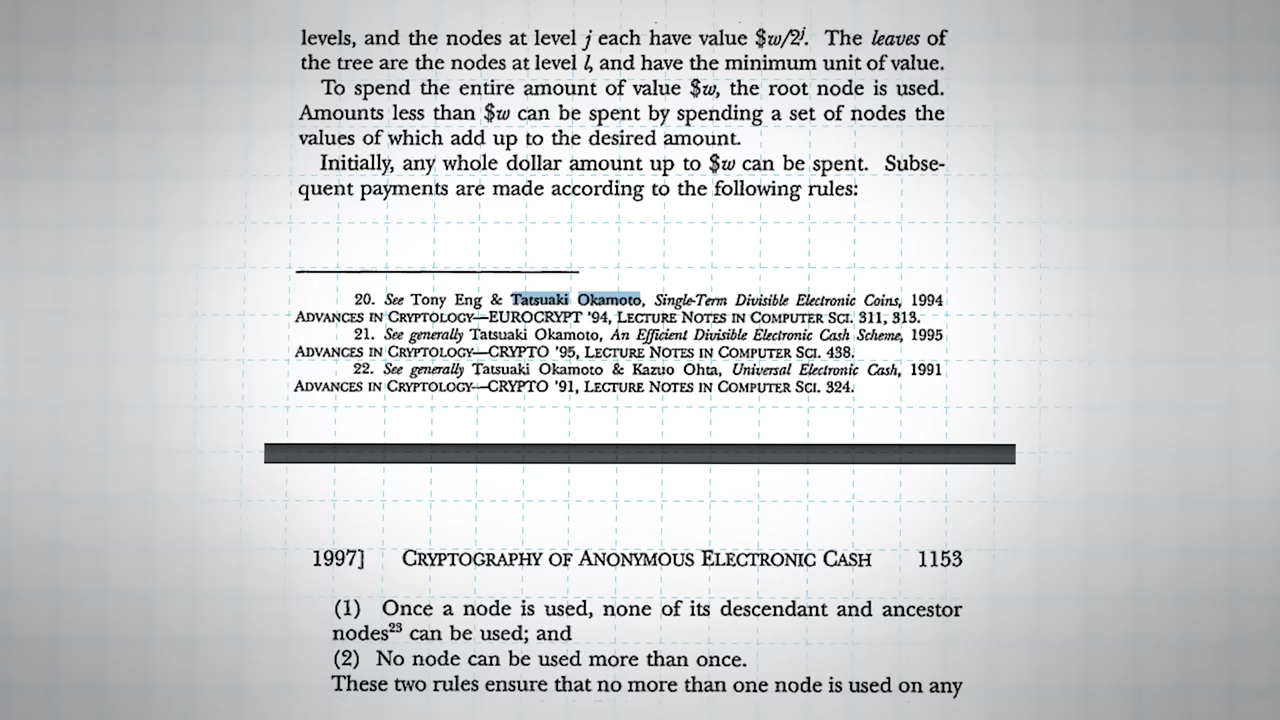 levels, and the nodes at level j each have value $w/2^j. The leaves of
the tree are the nodes at level l, and have the minimum unit of value.
To spend the entire amount of value $w, the root node is used.
Amounts less than $w can be spent by spending a set of nodes the
values of which add up to the desired amount.
Initially, any whole dollar amount up to $w can be spent. Subse-
quent payments are made according to the following rules:
20. See Tony Eng & Tatsuaki Okamoto, Single-Term Divisible Electronic Coins, 1994
ADVANCES IN CRYPTOLOGY—EUROCRYPT '94, LECTURE NOTES IN COMPUTER SCI. 311, 313.
21. See generally Tatsuaki Okamoto, An Efficient Divisible Electronic Cash Scheme, 1995
ADVANCES IN CRYPTOLOGY—CRYPTO '95, LECTURE NOTES IN COMPUTER SCI. 438.
22. See generally Tatsuaki Okamoto & Kazuo Ohta, Universal Electronic Cash, 1991
ADVANCES IN CRYPTOLOGY—CRYPTO '91, LECTURE NOTES IN COMPUTER SCI. 324.
1997] CRYPTOGRAPHY OF ANONYMOUS ELECTRONIC CASH 1153
(1) Once a node is used, none of its descendant and ancestor
nodes23 can be used; and
(2) No node can be used more than once.
These two rules ensure that no more than one node is used on any